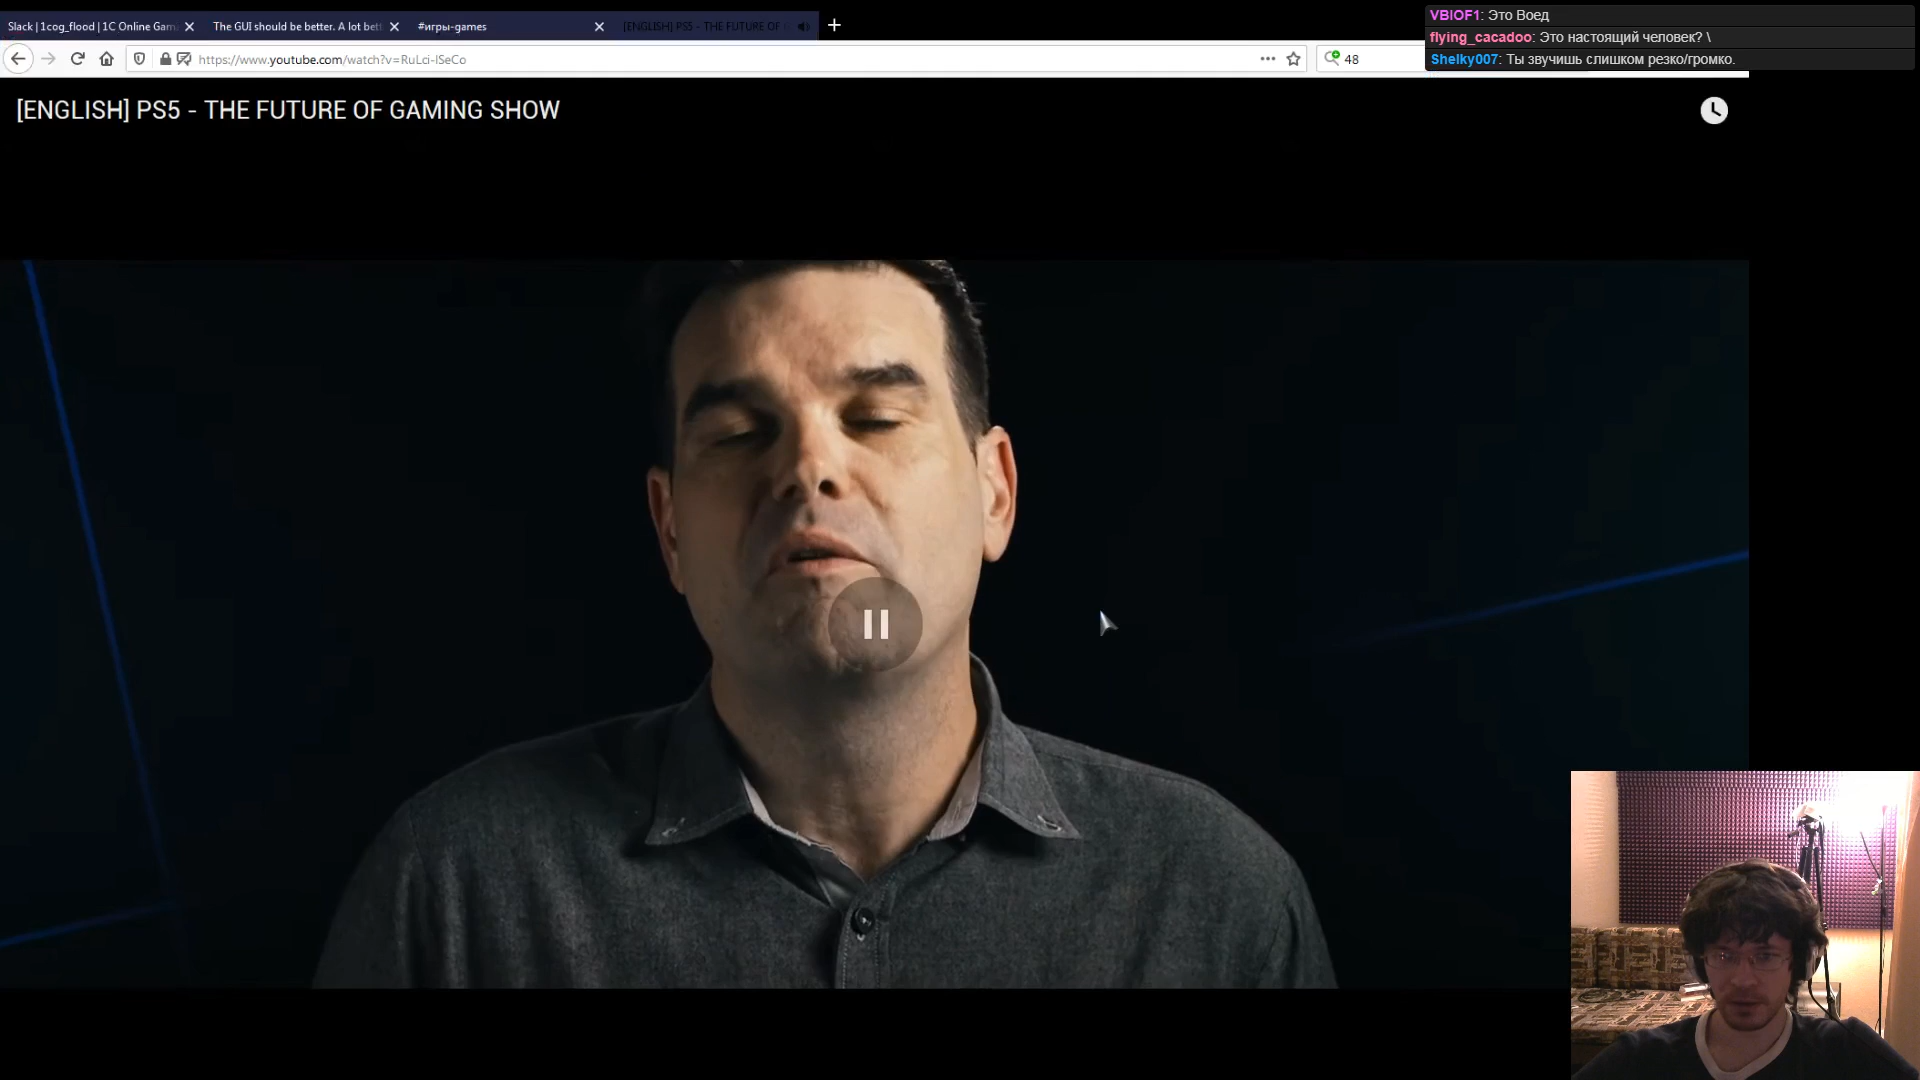 Slack | 1cog_flood | 1C Online Gam
The GUI should be better. A lot bett
#игры-games
[ENGLISH] PS5 - THE FUTURE OF
https://www.youtube.com/watch?v=RuLci-lSeCo
48
VBIOF1: Это Воед
flying_cacadoo: Это настоящий человек? \
Shelky007: Ты звучишь слишком резко/громко.
[ENGLISH] PS5 - THE FUTURE OF GAMING SHOW